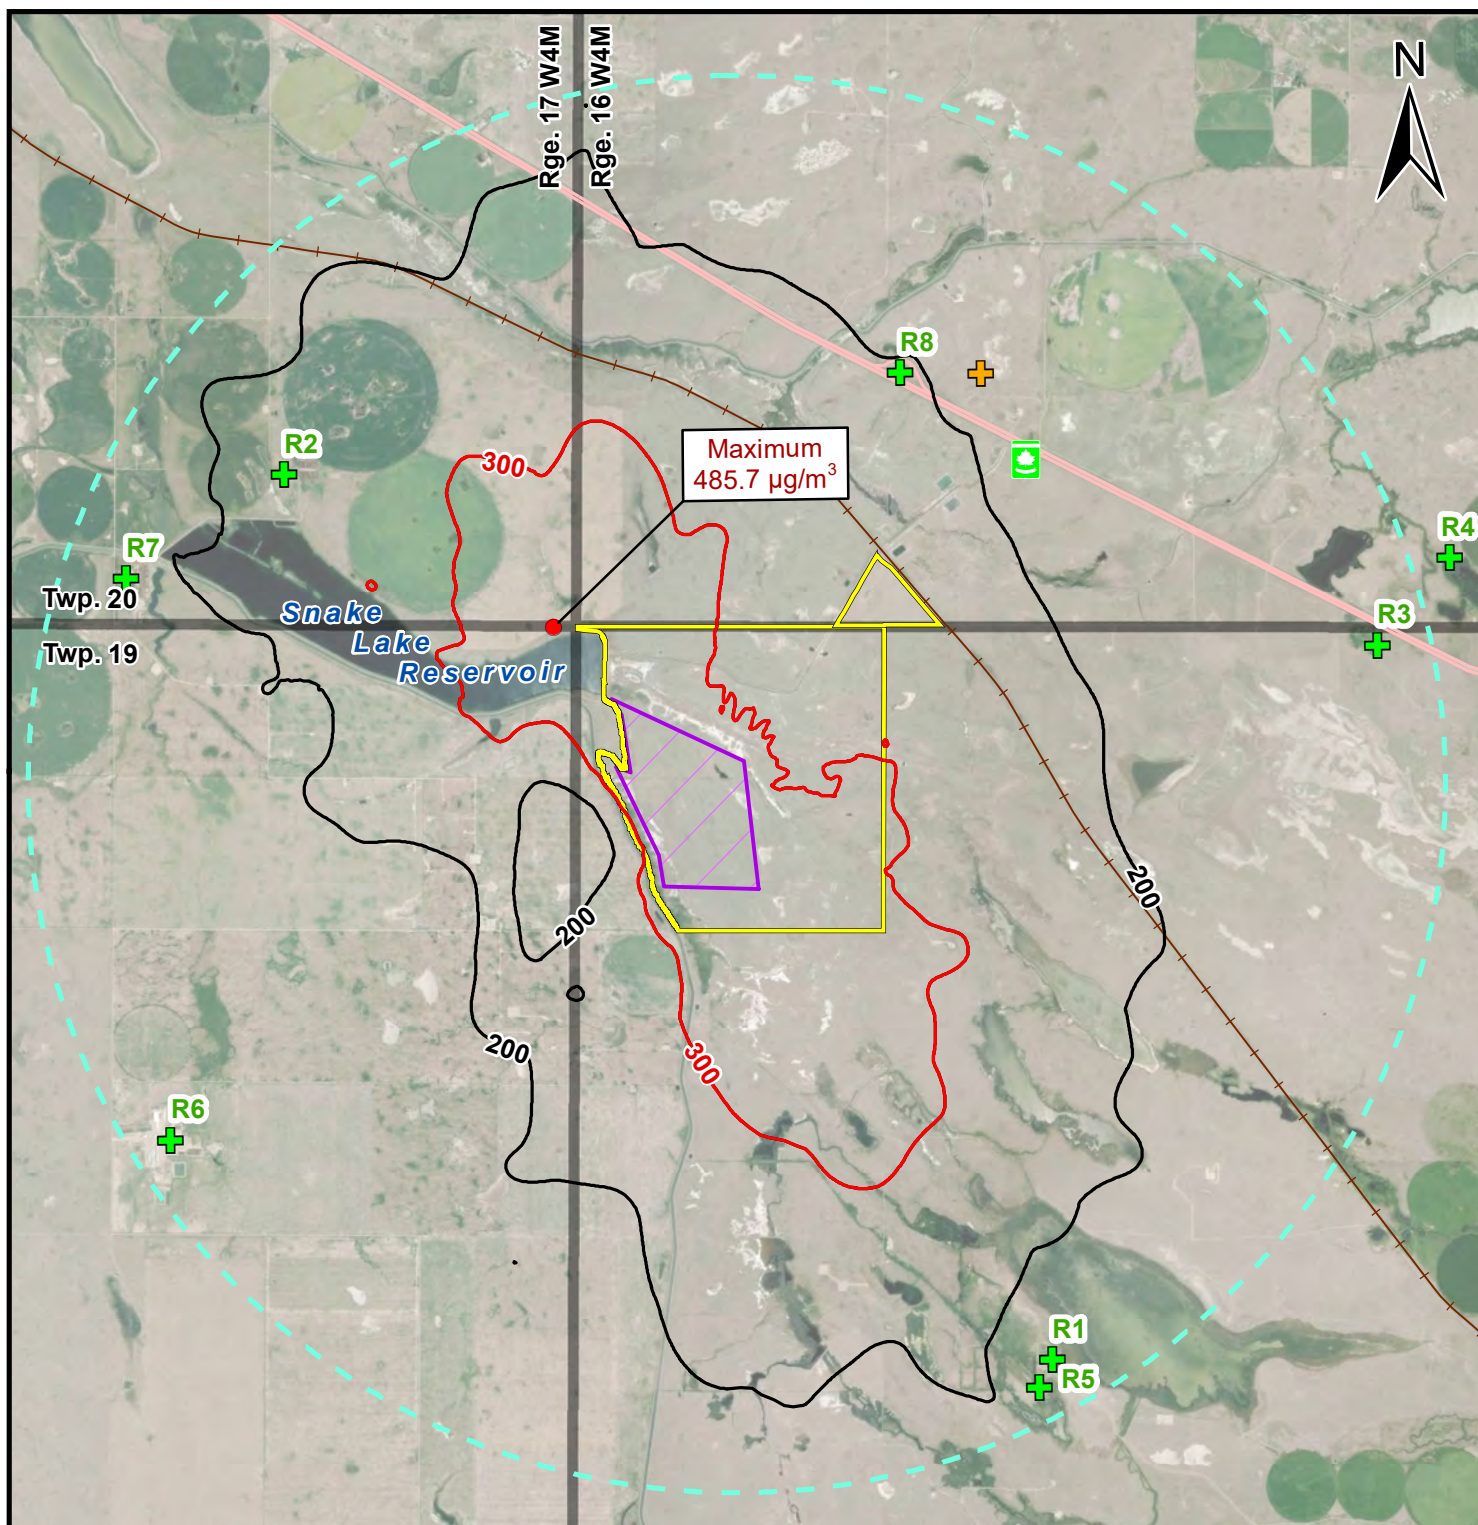 Rge. 17 W4M
Rge. 16 W4M
N
R8
R2
300
Maximum
485.7 µg/m³
R7
R4
Twp. 20
Snake
Lake
Reservoir
Twp. 19
R3
200
200
200
300
R6
R1
R5